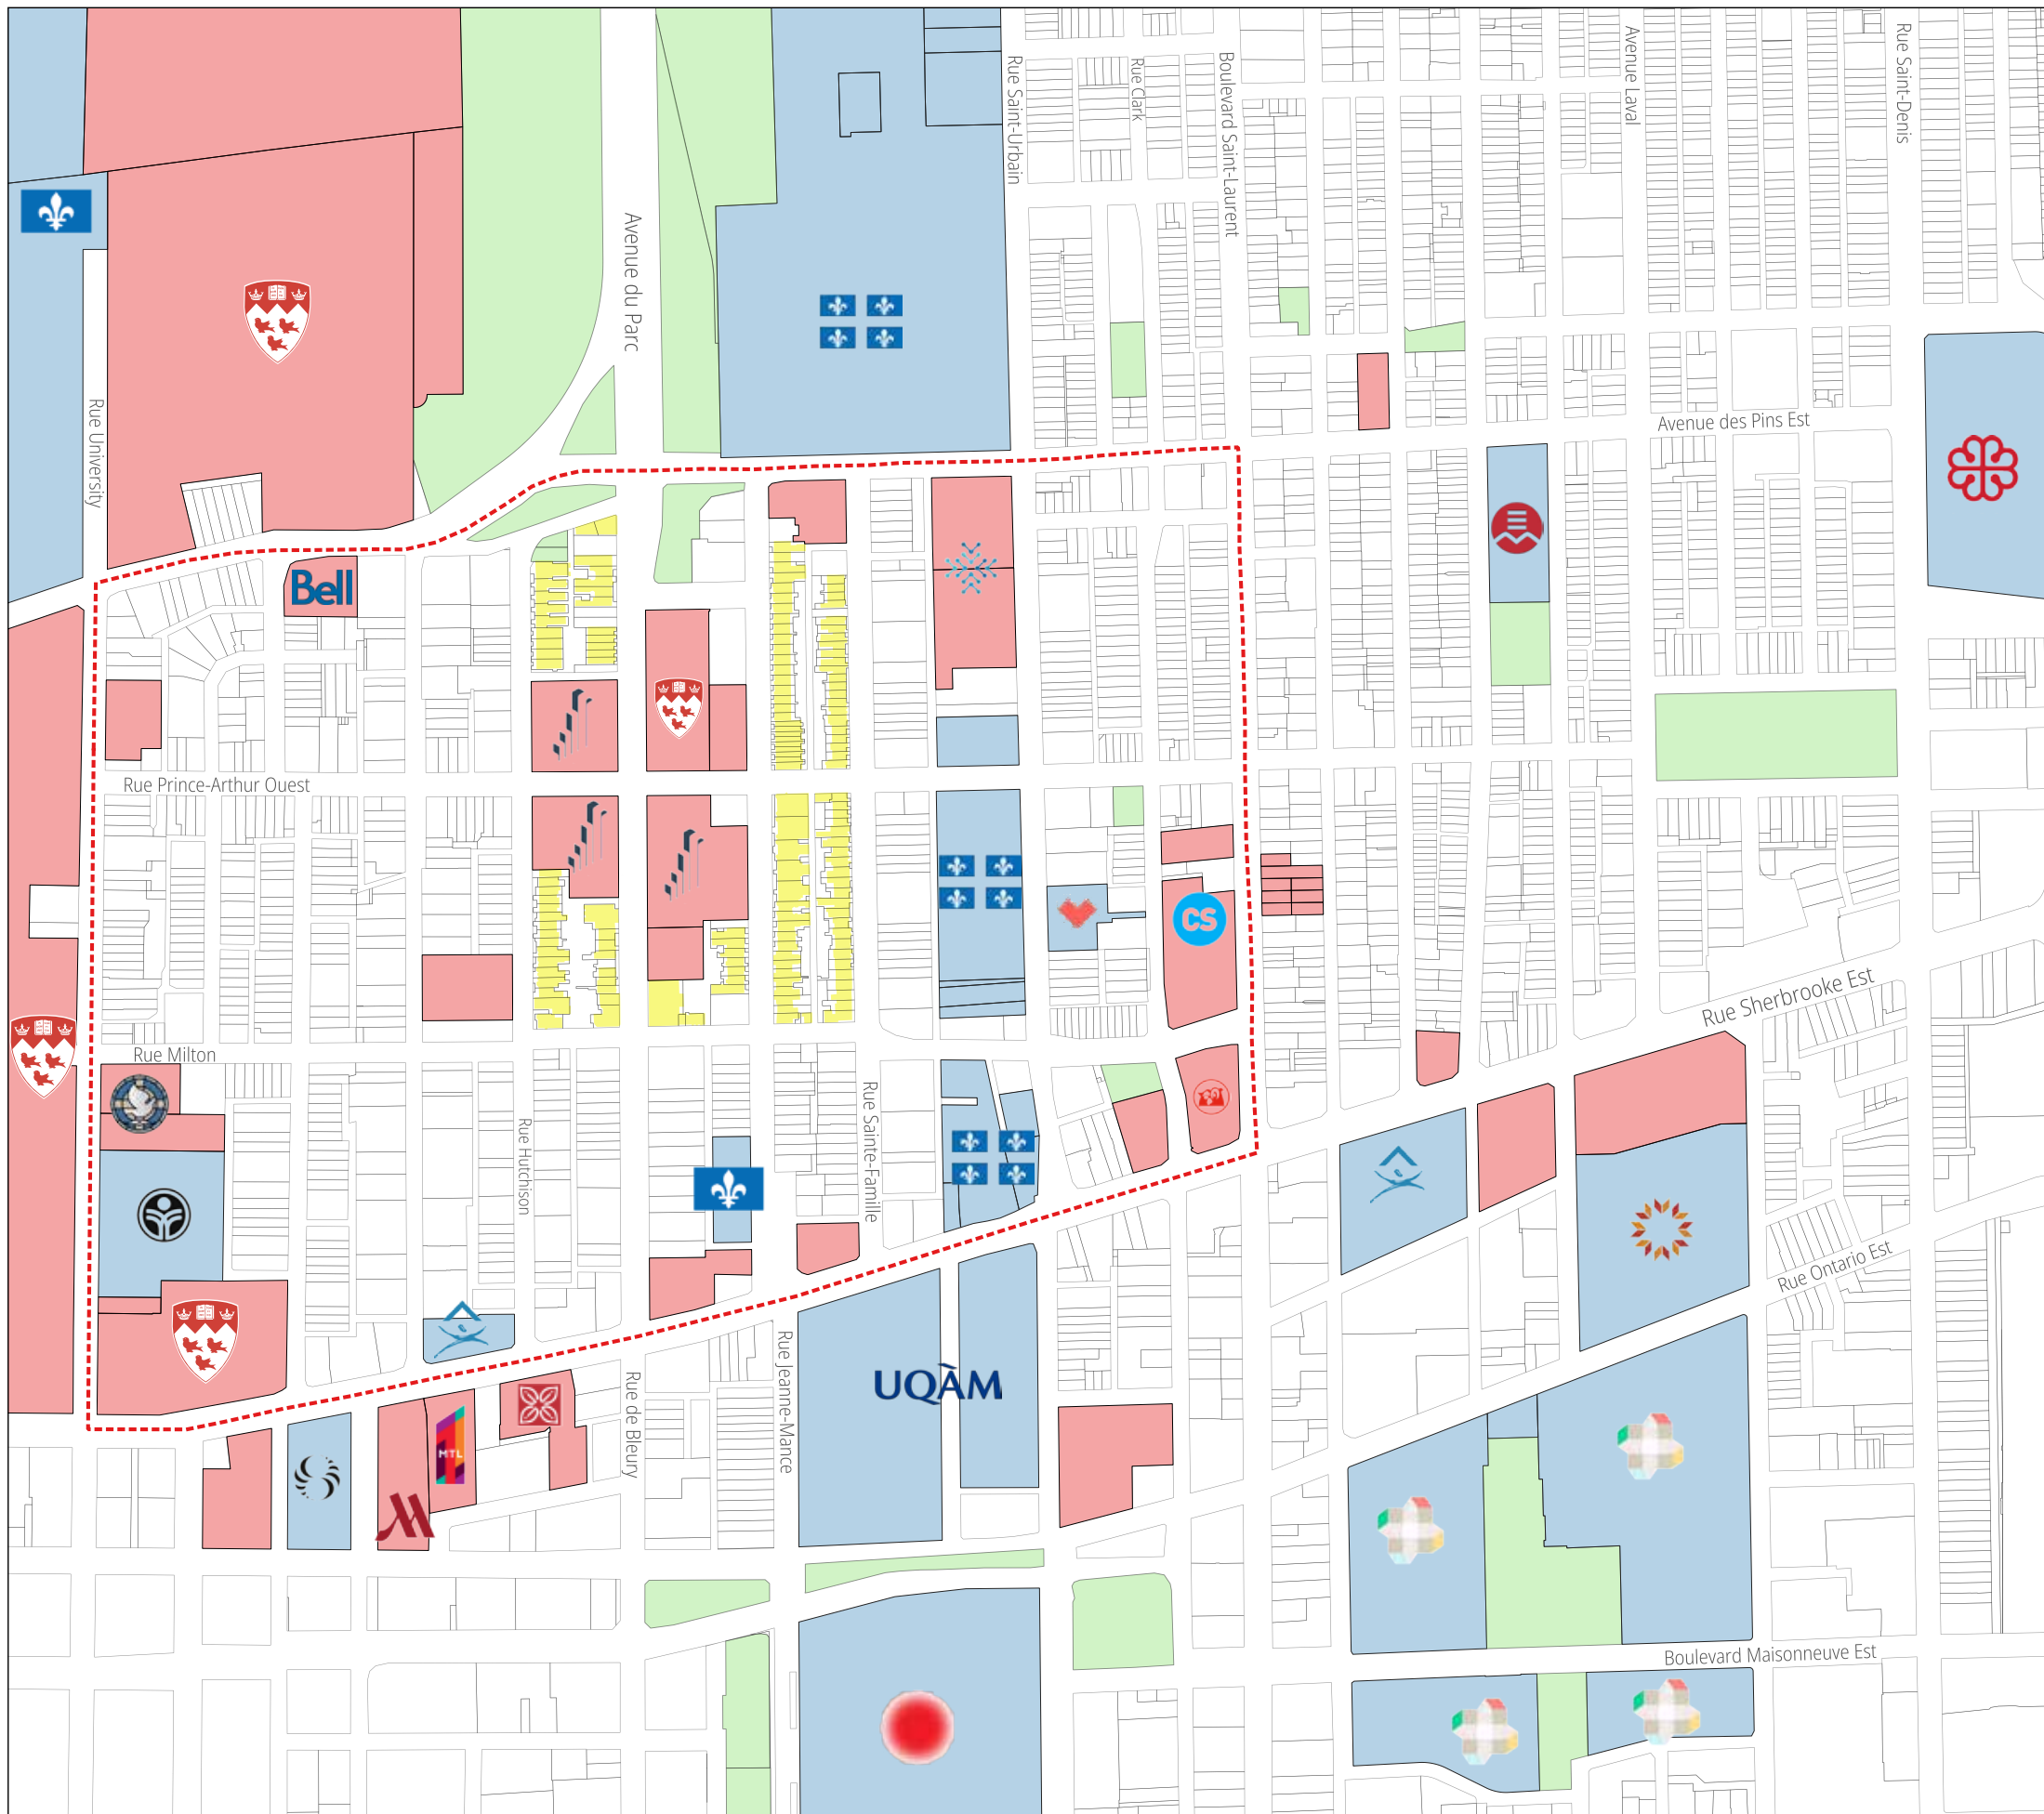 Rue Saint-Urbain
Rue Clark
Boulevard Saint-Laurent
Avenue Laval
Rue Saint-Denis
Avenue du Parc
Rue University
Avenue des Pins Est
Bell
Rue Prince-Arthur Ouest
CS
Rue Sherbrooke Est
Rue Milton
Rue Hutchison
Rue Sainte-Famille
Rue Ontario Est
Rue de Bleury
Rue Jeanne-Mance
UQÀM
MTL
Boulevard Maisonneuve Est